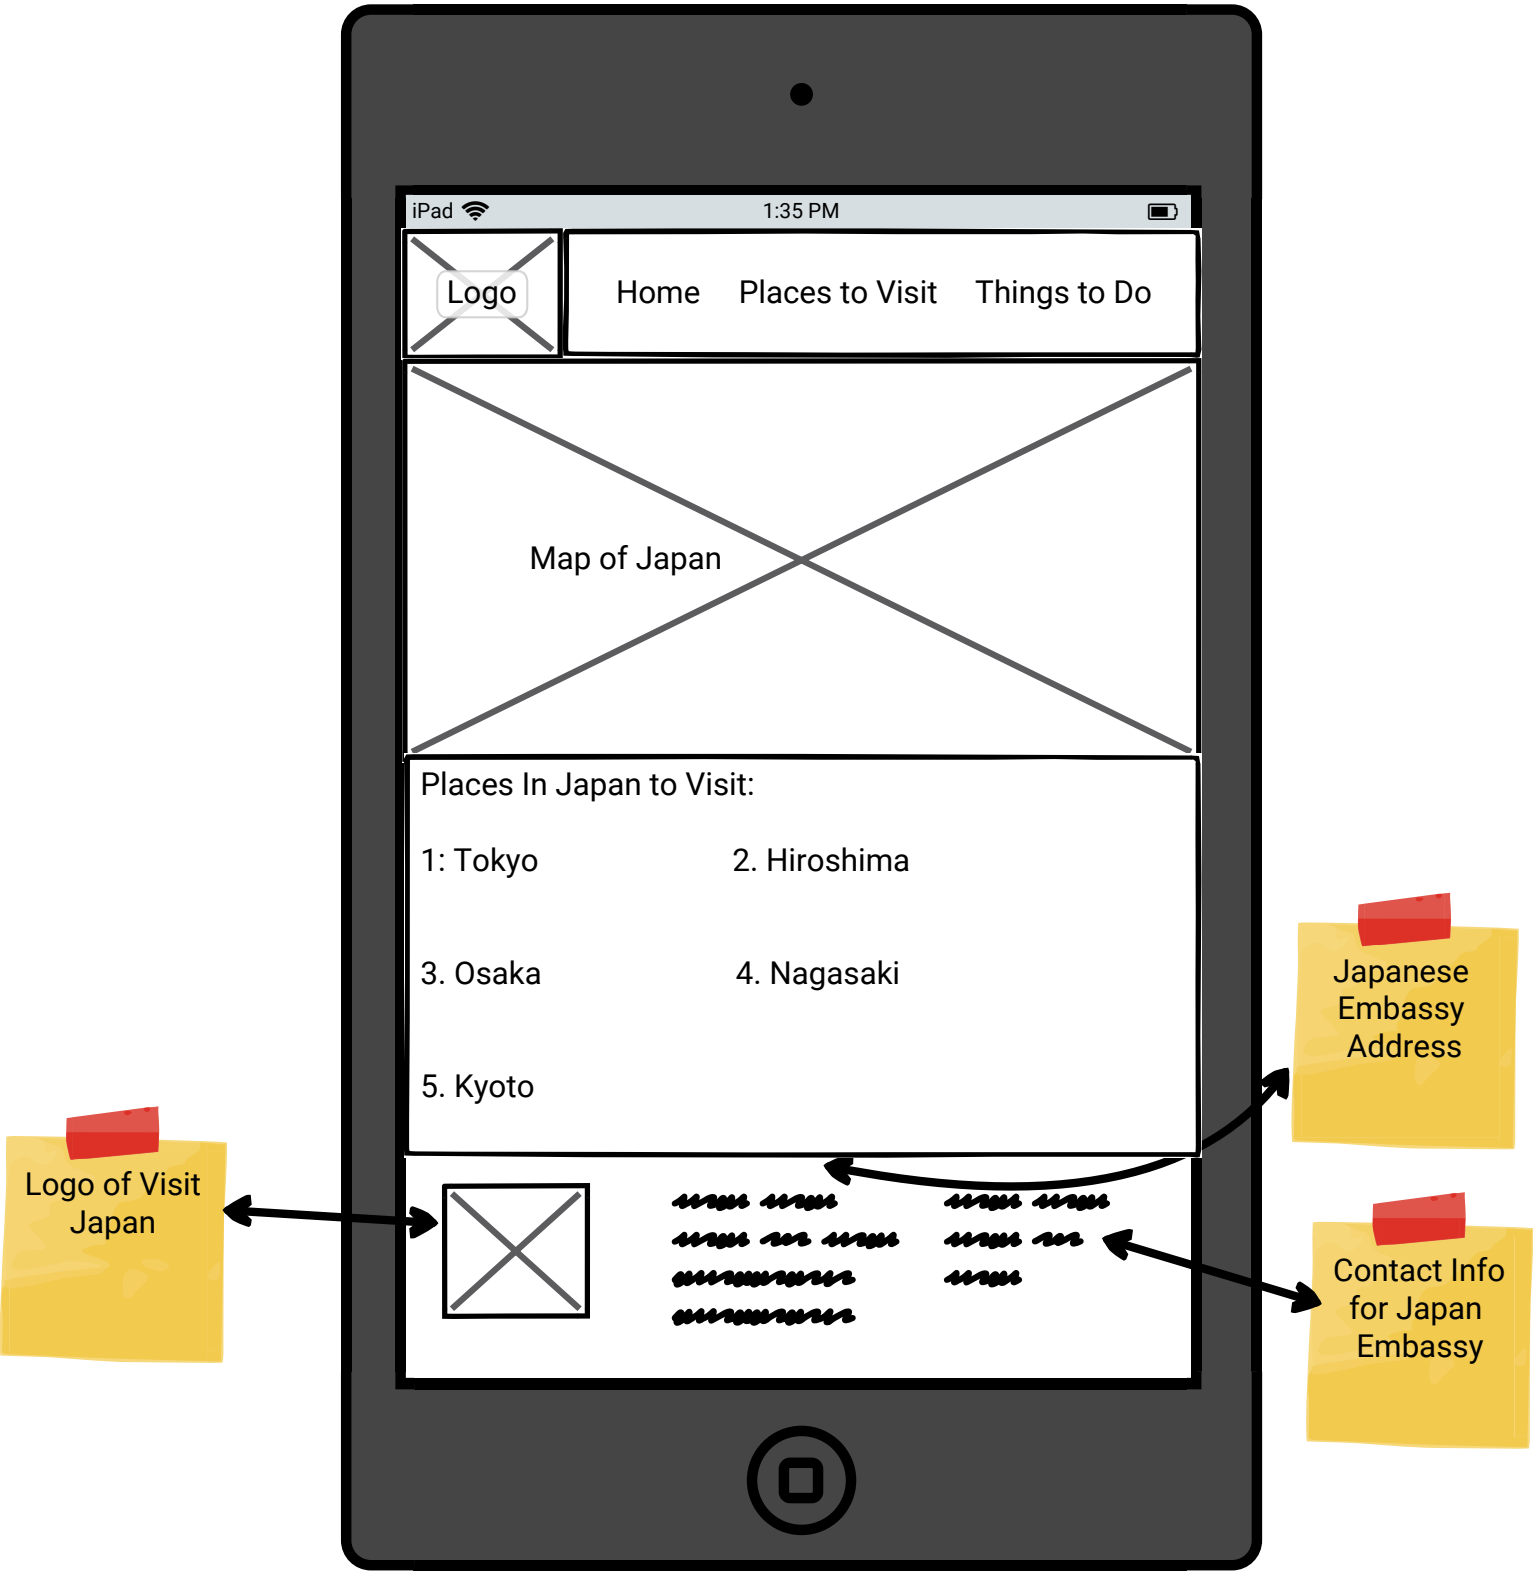 iPad 1:35 PM
Logo
Home Places to Visit Things to Do
Map of Japan
Places In Japan to Visit:
1: Tokyo 2. Hiroshima
3. Osaka 4. Nagasaki
5. Kyoto
Logo of Visit
Japan
Japanese
Embassy
Address
Contact Info
for Japan
Embassy